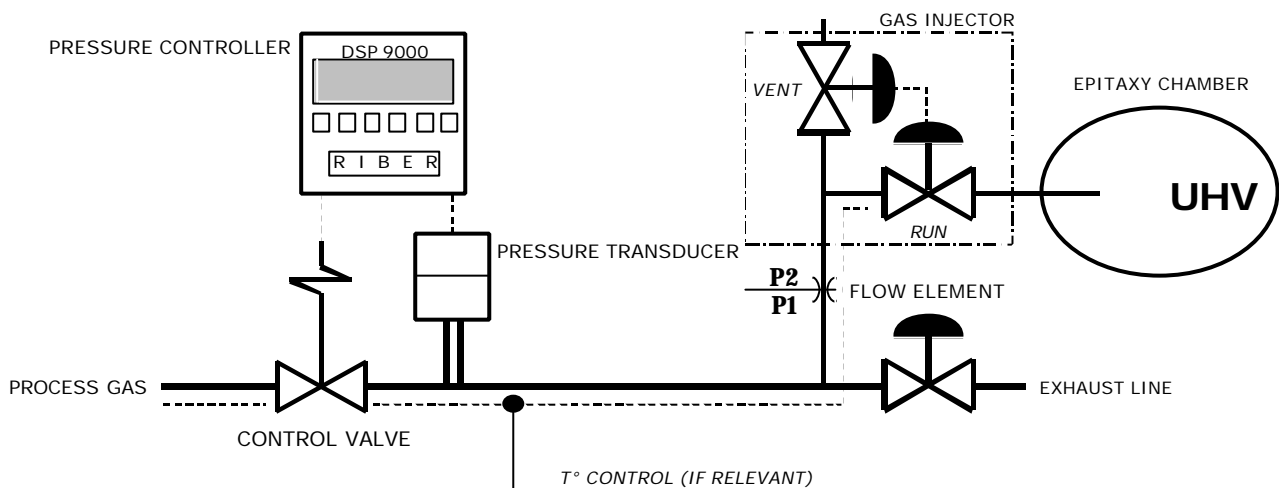 GAS INJECTOR
PRESSURE CONTROLLER
DSP 9000
VENT
EPITAXY CHAMBER
R I B E R
UHV
RUN
PRESSURE TRANSDUCER
P2
P1
FLOW ELEMENT
PROCESS GAS
EXHAUST LINE
CONTROL VALVE
T° CONTROL (IF RELEVANT)